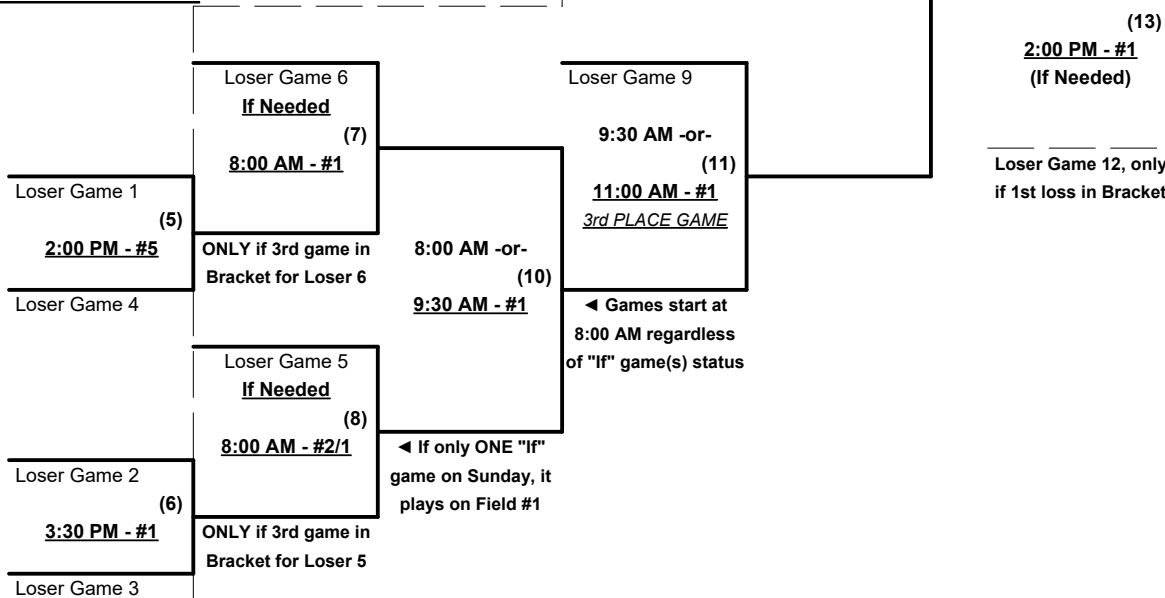 (13)
2:00 PM - #1
(If Needed)
Loser Game 12, only
if 1st loss in Bracket
Loser Game 6
If Needed
(7)
8:00 AM - #1
Loser Game 9
9:30 AM -or-
(11)
11:00 AM - #1
3rd PLACE GAME
Loser Game 1
(5)
2:00 PM - #5
Loser Game 4
ONLY if 3rd game in
Bracket for Loser 6
8:00 AM -or-
(10)
9:30 AM - #1
◄ Games start at
8:00 AM regardless
of "If" game(s) status
Loser Game 5
If Needed
(8)
8:00 AM - #2/1
◄ If only ONE "If"
game on Sunday, it
plays on Field #1
Loser Game 2
(6)
3:30 PM - #1
Loser Game 3
ONLY if 3rd game in
Bracket for Loser 5